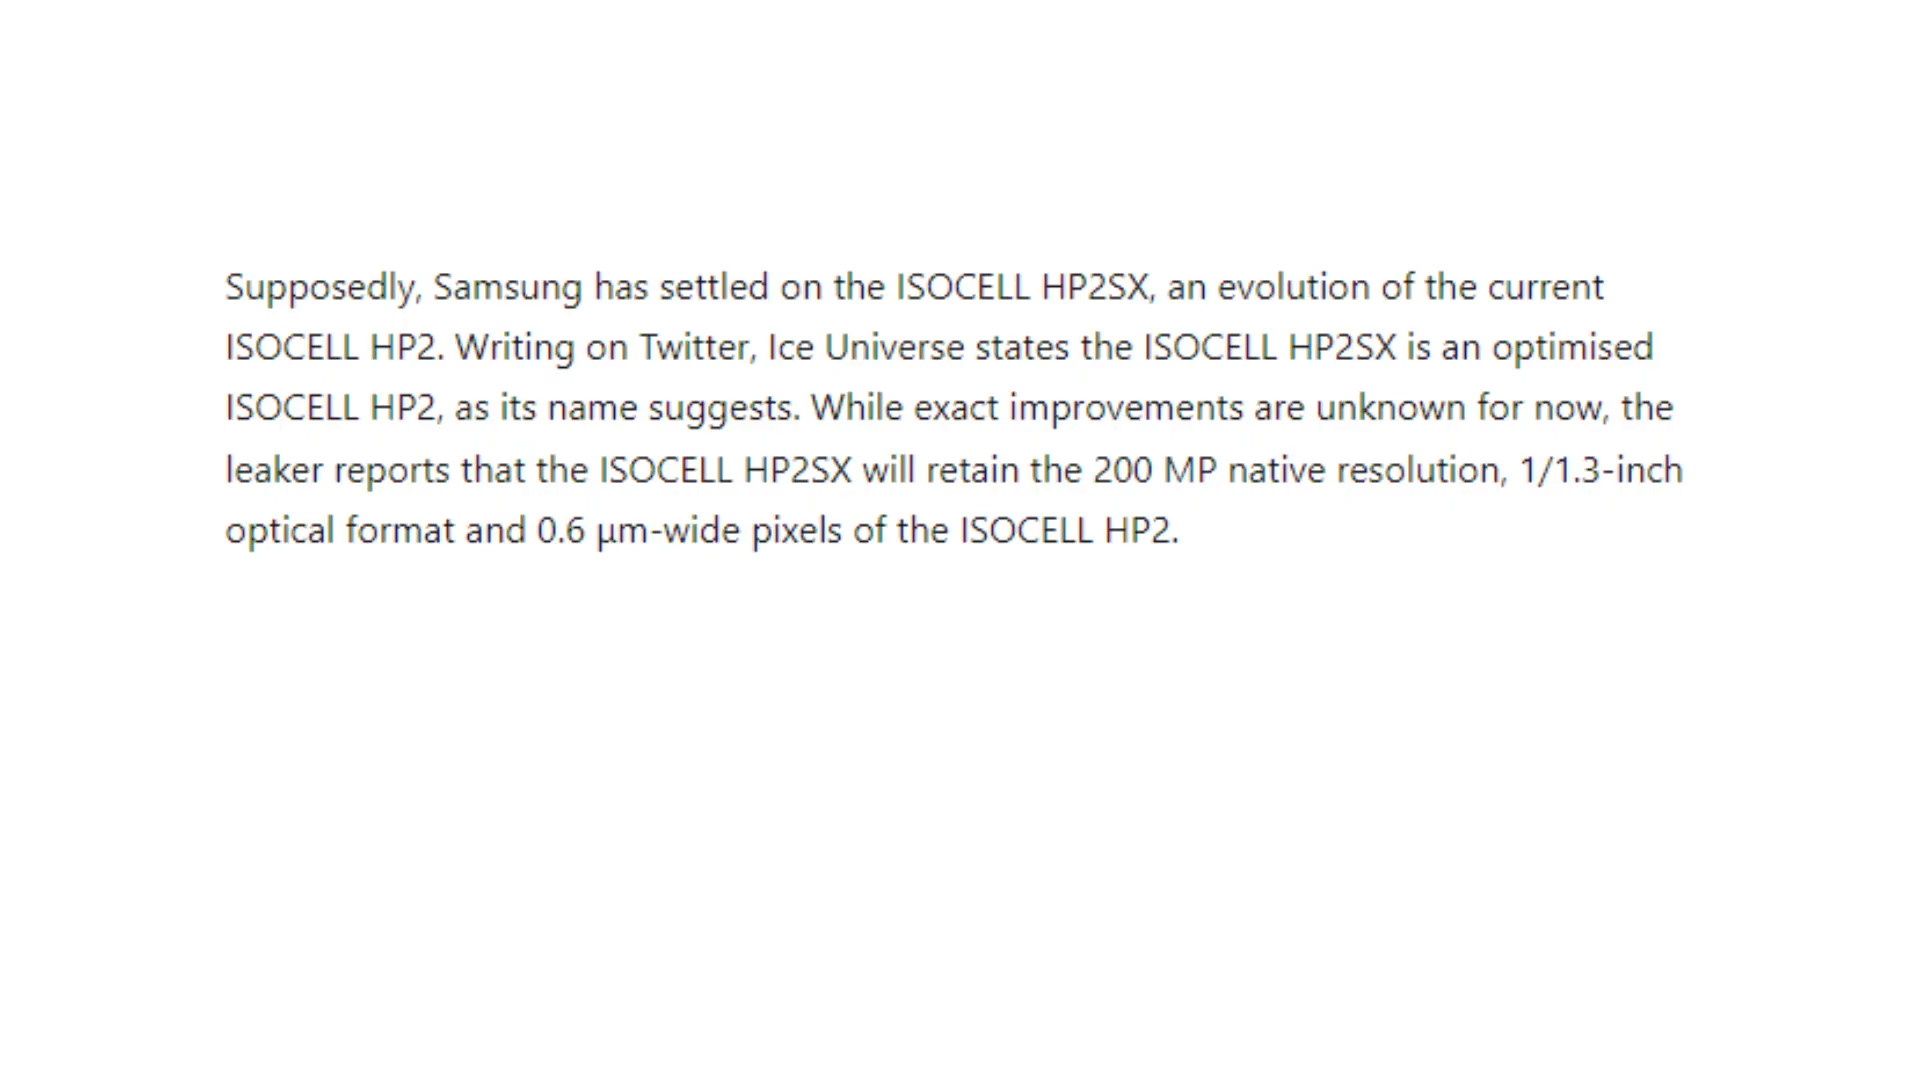 Supposedly, Samsung has settled on the ISOCELL HP2SX, an evolution of the current
ISOCELL HP2. Writing on Twitter, Ice Universe states the ISOCELL HP2SX is an optimised
ISOCELL HP2, as its name suggests. While exact improvements are unknown for now, the
leaker reports that the ISOCELL HP2SX will retain the 200 MP native resolution, 1/1.3-inch
optical format and 0.6 μm-wide pixels of the ISOCELL HP2.